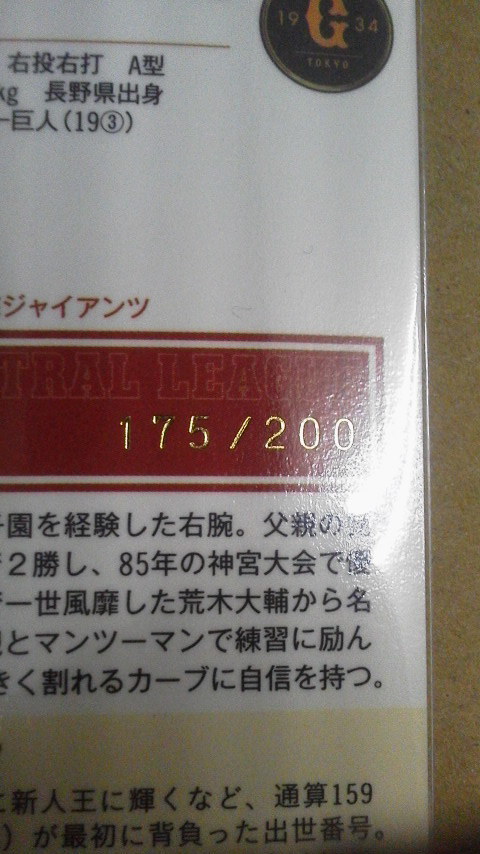 19 G 34
TOKYO
右投右打 A型
kg 長野県出身
巨人(19③)
ジャイアンツ
TRAL LEAGUE
175/200
園を経験した右腕。父親の
2勝し、85年の神宮大会で優
一世風靡した荒木大輔から名
とマンツーマンで練習に励ん
きく割れるカーブに自信を持つ。
に新人王に輝くなど、通算159
)が最初に背負った出世番号。